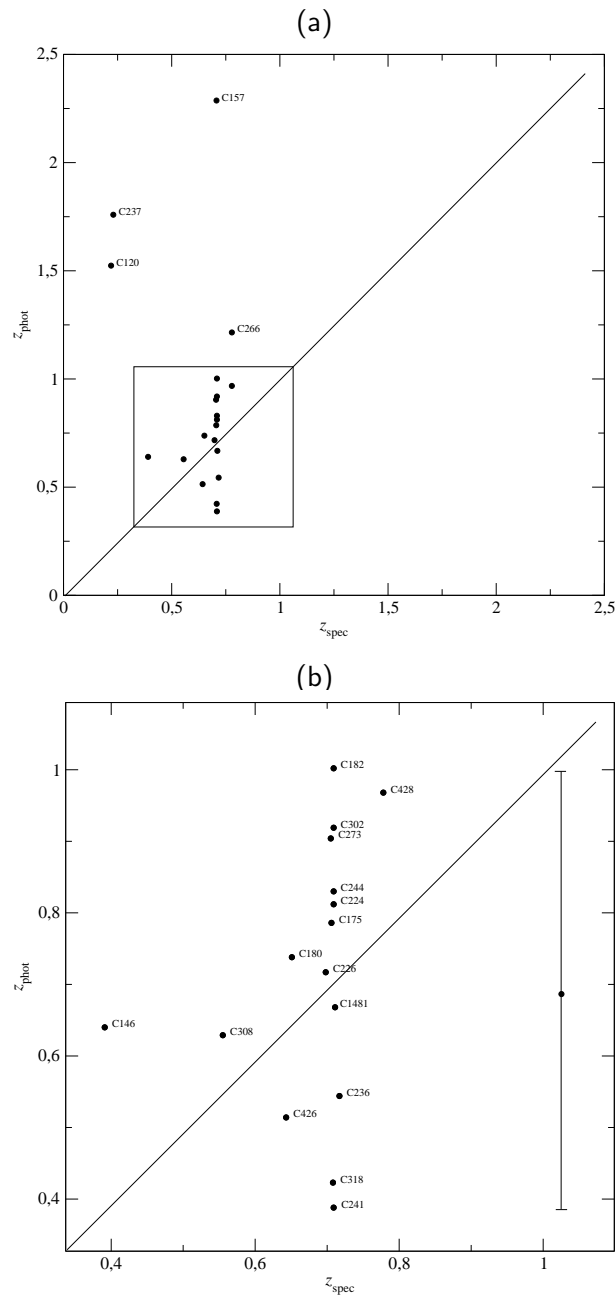 (a)
2,5
C157
2
C237
C120
1,5
z_phot
C266
1
0,5
0
0
0,5
1
1,5
2
2,5
z_spec
(b)
C182
1
C428
C302
C273
C244
C224
0,8
C175
C180
C226
z_phot
C1481
C146
C308
0,6
C236
C426
C318
0,4
C241
0,4
0,6
0,8
1
z_spec